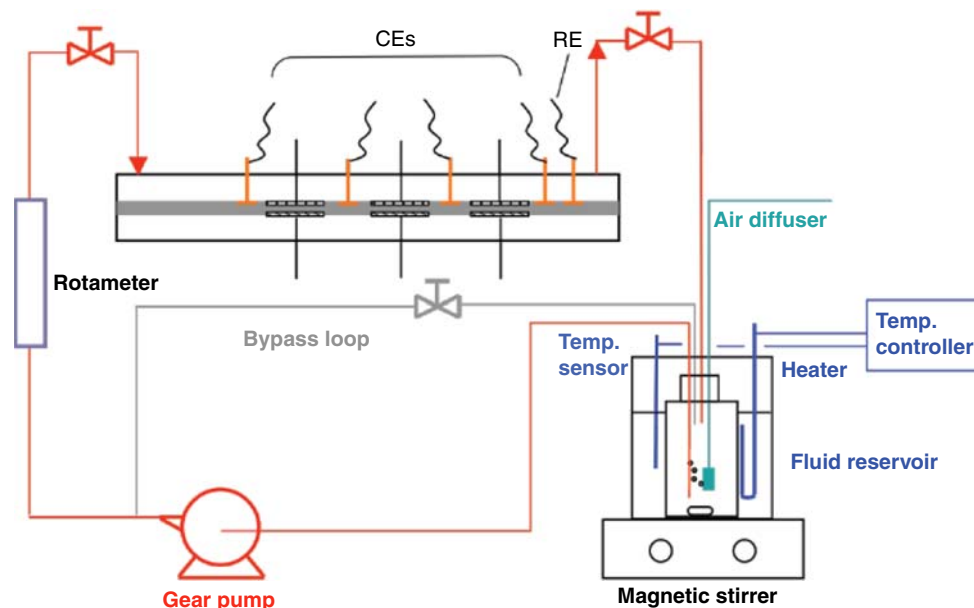 CEs
RE
Air diffuser
Rotameter
Bypass loop
Temp.
sensor
Temp.
controller
Heater
Fluid reservoir
Gear pump
Magnetic stirrer